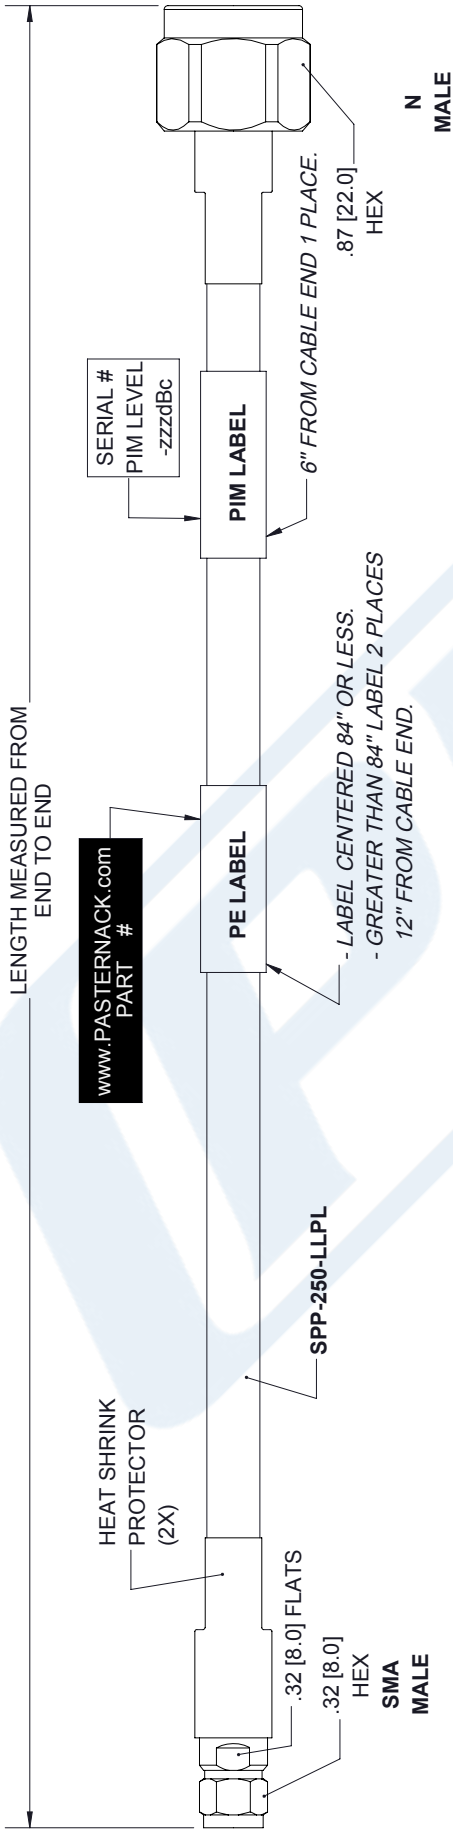 LENGTH MEASURED FROM
END TO END
HEAT SHRINK
PROTECTOR
(2X)
www.PASTERNACK.com
PART #
SERIAL #
PIM LEVEL
-zzzdBc
PE LABEL
PIM LABEL
.32 [8.0] FLATS
.32 [8.0]
HEX
SMA
MALE
SPP-250-LLPL
- LABEL CENTERED 84" OR LESS.
- GREATER THAN 84" LABEL 2 PLACES
12" FROM CABLE END.
6" FROM CABLE END 1 PLACE.
.87 [22.0]
HEX
N
MALE